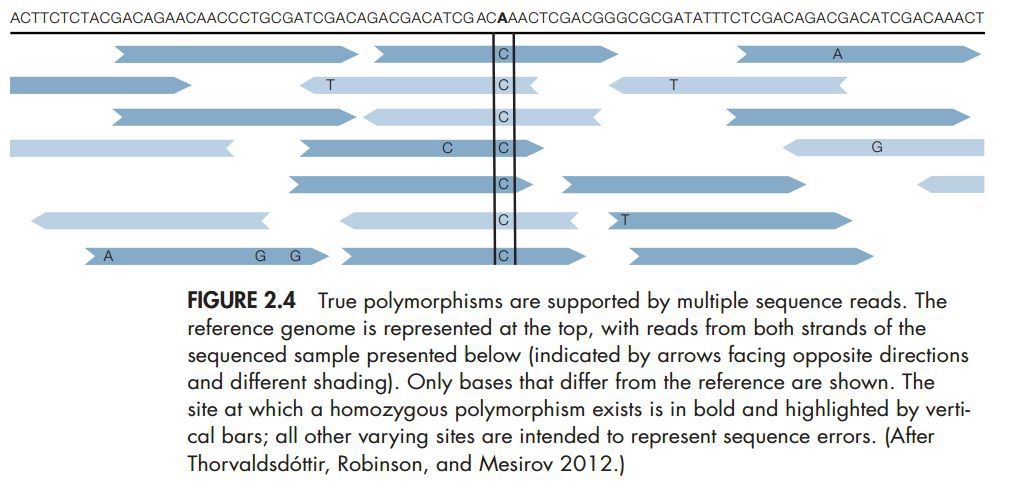 ACTTCTCTACGACAGAACAACCCTGCGATCGACAGACGACATCGACAAACTCGACGGGCGCGATATTTCTCGACAGACGACATCGACAAACT
C A
T C T
C
C C G
C
C T
A G G C
FIGURE 2.4 True polymorphisms are supported by multiple sequence reads. The
reference genome is represented at the top, with reads from both strands of the
sequenced sample presented below (indicated by arrows facing opposite directions
and different shading). Only bases that differ from the reference are shown. The
site at which a homozygous polymorphism exists is in bold and highlighted by verti-
cal bars; all other varying sites are intended to represent sequence errors. (After
Thorvaldsdóttir, Robinson, and Mesirov 2012.)